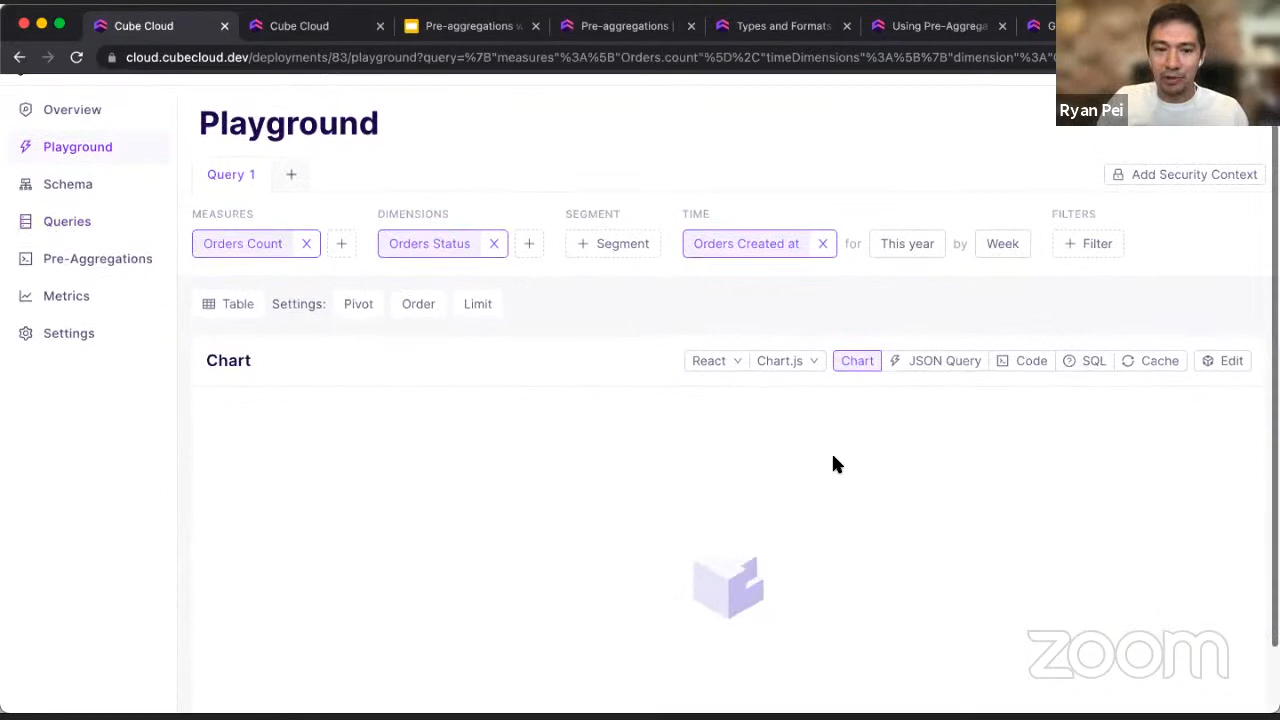 Cube Cloud
Cube Cloud
Pre-aggregations w
Pre-aggregations |
Types and Formats
Using Pre-Aggrega
G
cloud.cubecloud.dev/deployments/83/playground?query=%7B"measures"%3A%5B"Orders.count"%5D%2C"timeDimensions"%3A%5B%7B"dimension"%3A"
Ryan Pei
Overview
Playground
Schema
Queries
Pre-Aggregations
Metrics
Settings
Playground
Query 1
+
Add Security Context
MEASURES
DIMENSIONS
SEGMENT
TIME
FILTERS
Orders Count
+
Orders Status
+
+ Segment
Orders Created at
for
This year
by
Week
+ Filter
Table
Settings:
Pivot
Order
Limit
Chart
React
Chart.js
Chart
JSON Query
Code
SQL
Cache
Edit
zoom